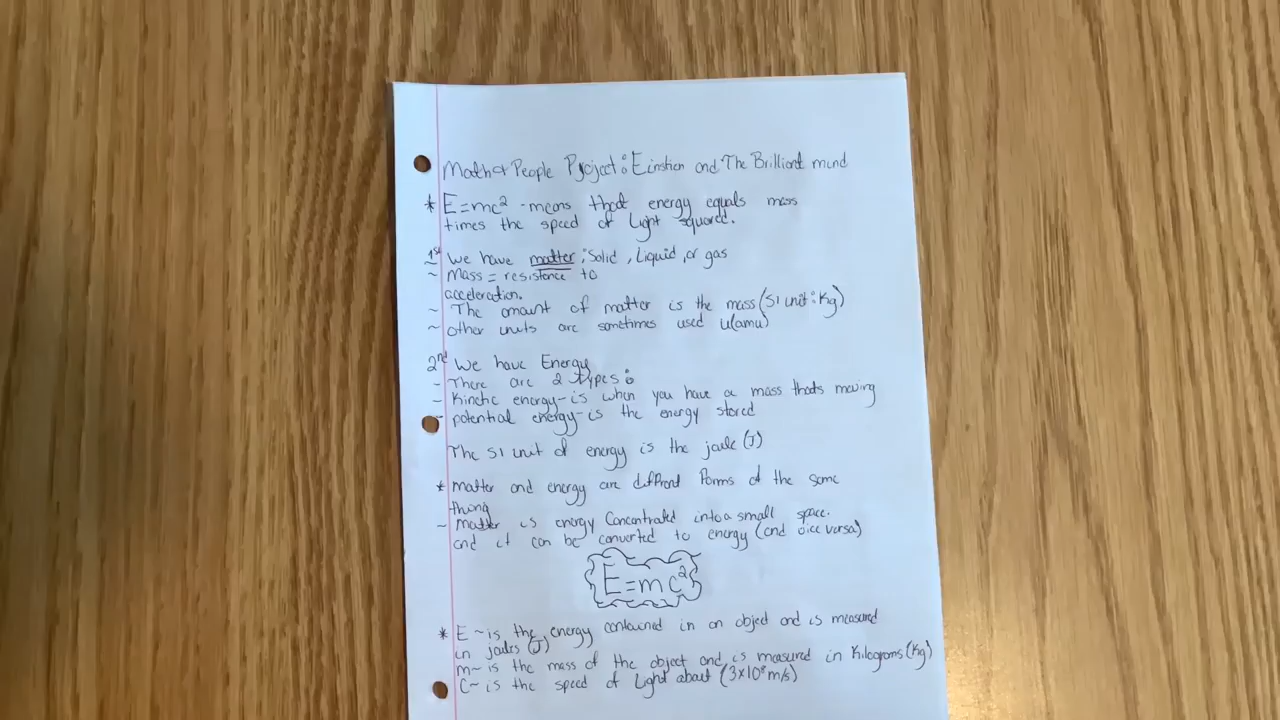 Math & People Project: Einstien and The Brilliant mind
* E=mc² -means that energy equals mass
times the speed of Light squared.
1st We have matter: Solid, Liquid, or gas
~ Mass = resistence to
acceleration.
~ The amount of matter is the mass (SI unit: Kg)
~ other units are sometimes used u(amu)
2nd We have Energy
~ There are 2 types:
~ Kinetic energy-is when you have a mass thats moving
~ potential energy-is the energy stored
The SI unit of energy is the joule (J)
* matter and energy are diffrent Forms of the same
thing
~ Matter is energy Concentrated into a small space.
and it can be converted to energy (and vice versa)
E=mc²
* E~is the energy contained in an object and is measured
in joules (J)
m~ is the mass of the object and is measured in Kilograms (Kg)
C~ is the speed of Light about (3x10⁸m/s)